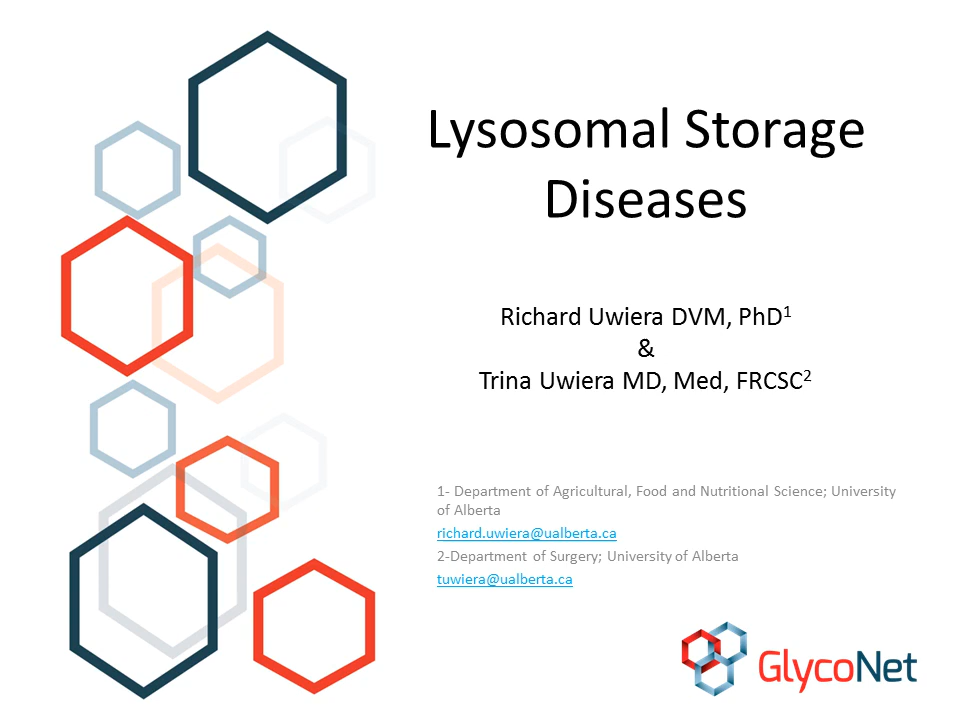 Lysosomal Storage
Diseases
Richard Uwiera DVM, PhD¹
&
Trina Uwiera MD, Med, FRCSC²
1- Department of Agricultural, Food and Nutritional Science; University
of Alberta
richard.uwiera@ualberta.ca
2-Department of Surgery; University of Alberta
tuwiera@ualberta.ca
GlycoNet